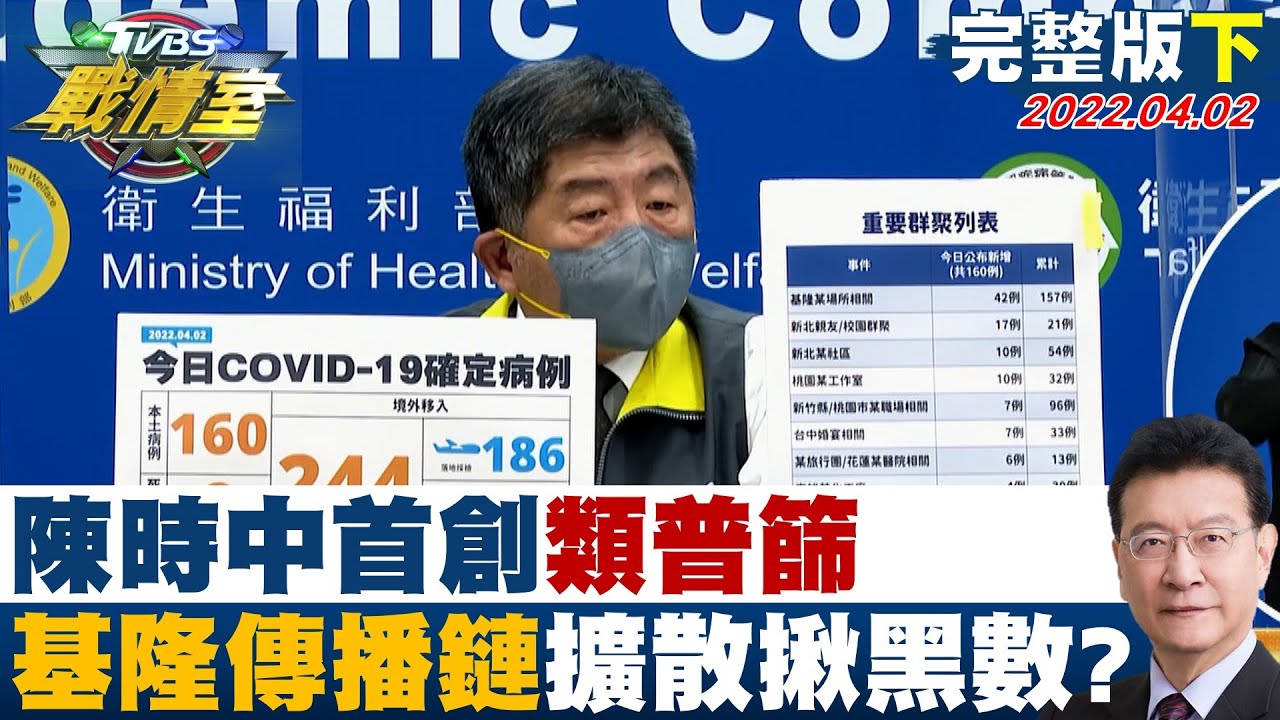 TVBS
戰情室
完整版下
2022.04.02
衛生福利部
Ministry of Health Welfa
2022.04.02
今日COVID-19確定病例
本土病例
160
境外移入
244
落地採檢
186
死
重要群聚列表
事件 今日公布新增(共160例) 累計
基隆某場所相關 42例 157例
新北親友/校園群聚 17例 21例
新北某社區 10例 54例
桃園某工作室 10例 32例
新竹縣/桃園市某職場相關 7例 96例
台中婚宴相關 7例 33例
某旅行團/花蓮某醫院相關 6例 13例
陳時中首創類普篩
基隆傳播鏈擴散揪黑數?